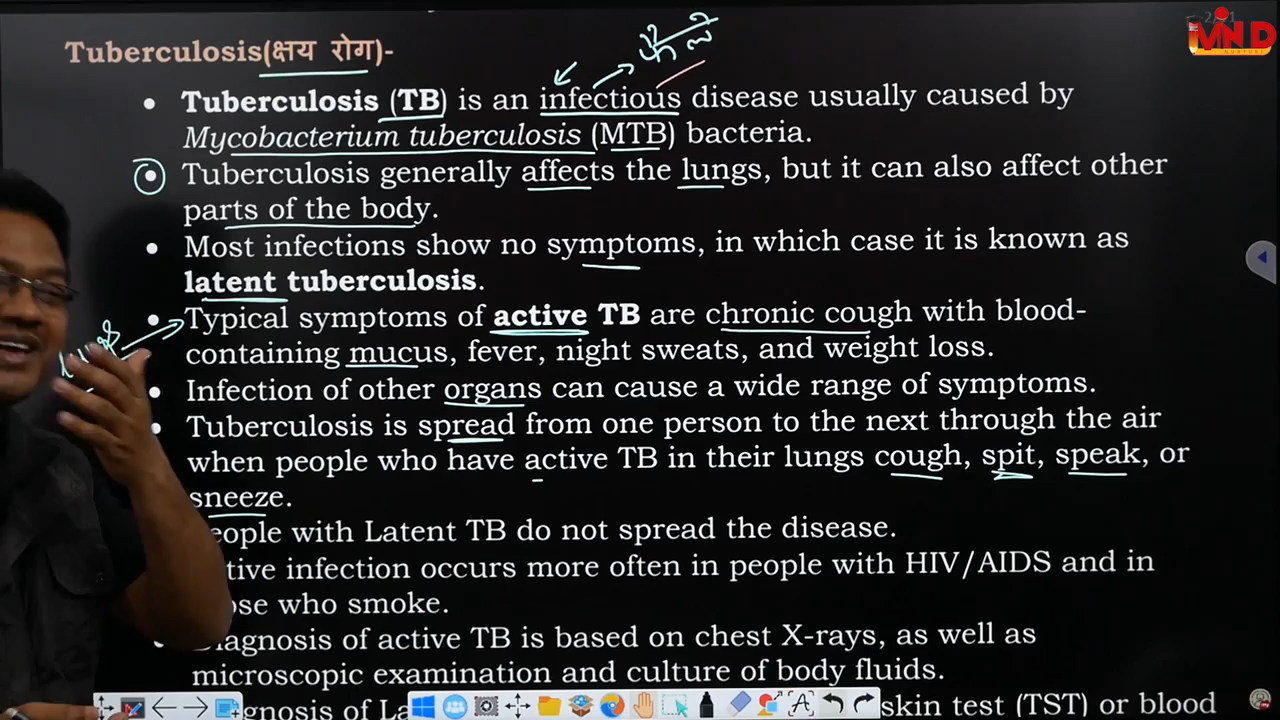 Tuberculosis(क्षय रोग)-
• Tuberculosis (TB) is an infectious disease usually caused by
Mycobacterium tuberculosis (MTB) bacteria.
• Tuberculosis generally affects the lungs, but it can also affect other
parts of the body.
• Most infections show no symptoms, in which case it is known as
latent tuberculosis.
• Typical symptoms of active TB are chronic cough with blood-
containing mucus, fever, night sweats, and weight loss.
• Infection of other organs can cause a wide range of symptoms.
• Tuberculosis is spread from one person to the next through the air
when people who have active TB in their lungs cough, spit, speak, or
sneeze.
eople with Latent TB do not spread the disease.
tive infection occurs more often in people with HIV/AIDS and in
ose who smoke.
• Diagnosis of active TB is based on chest X-rays, as well as
microscopic examination and culture of body fluids.
gnosis of La skin test (TST) or blood
MIND